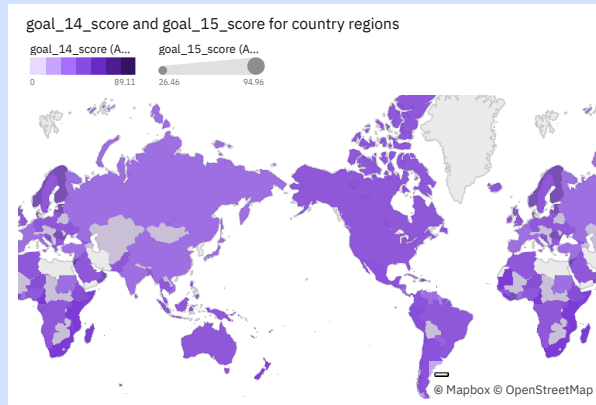 goal_14_score and goal_15_score for country regions
goal_14_score (A... goal_15_score (A...
0 89.11 26.46 94.96
© Mapbox © OpenStreetMap